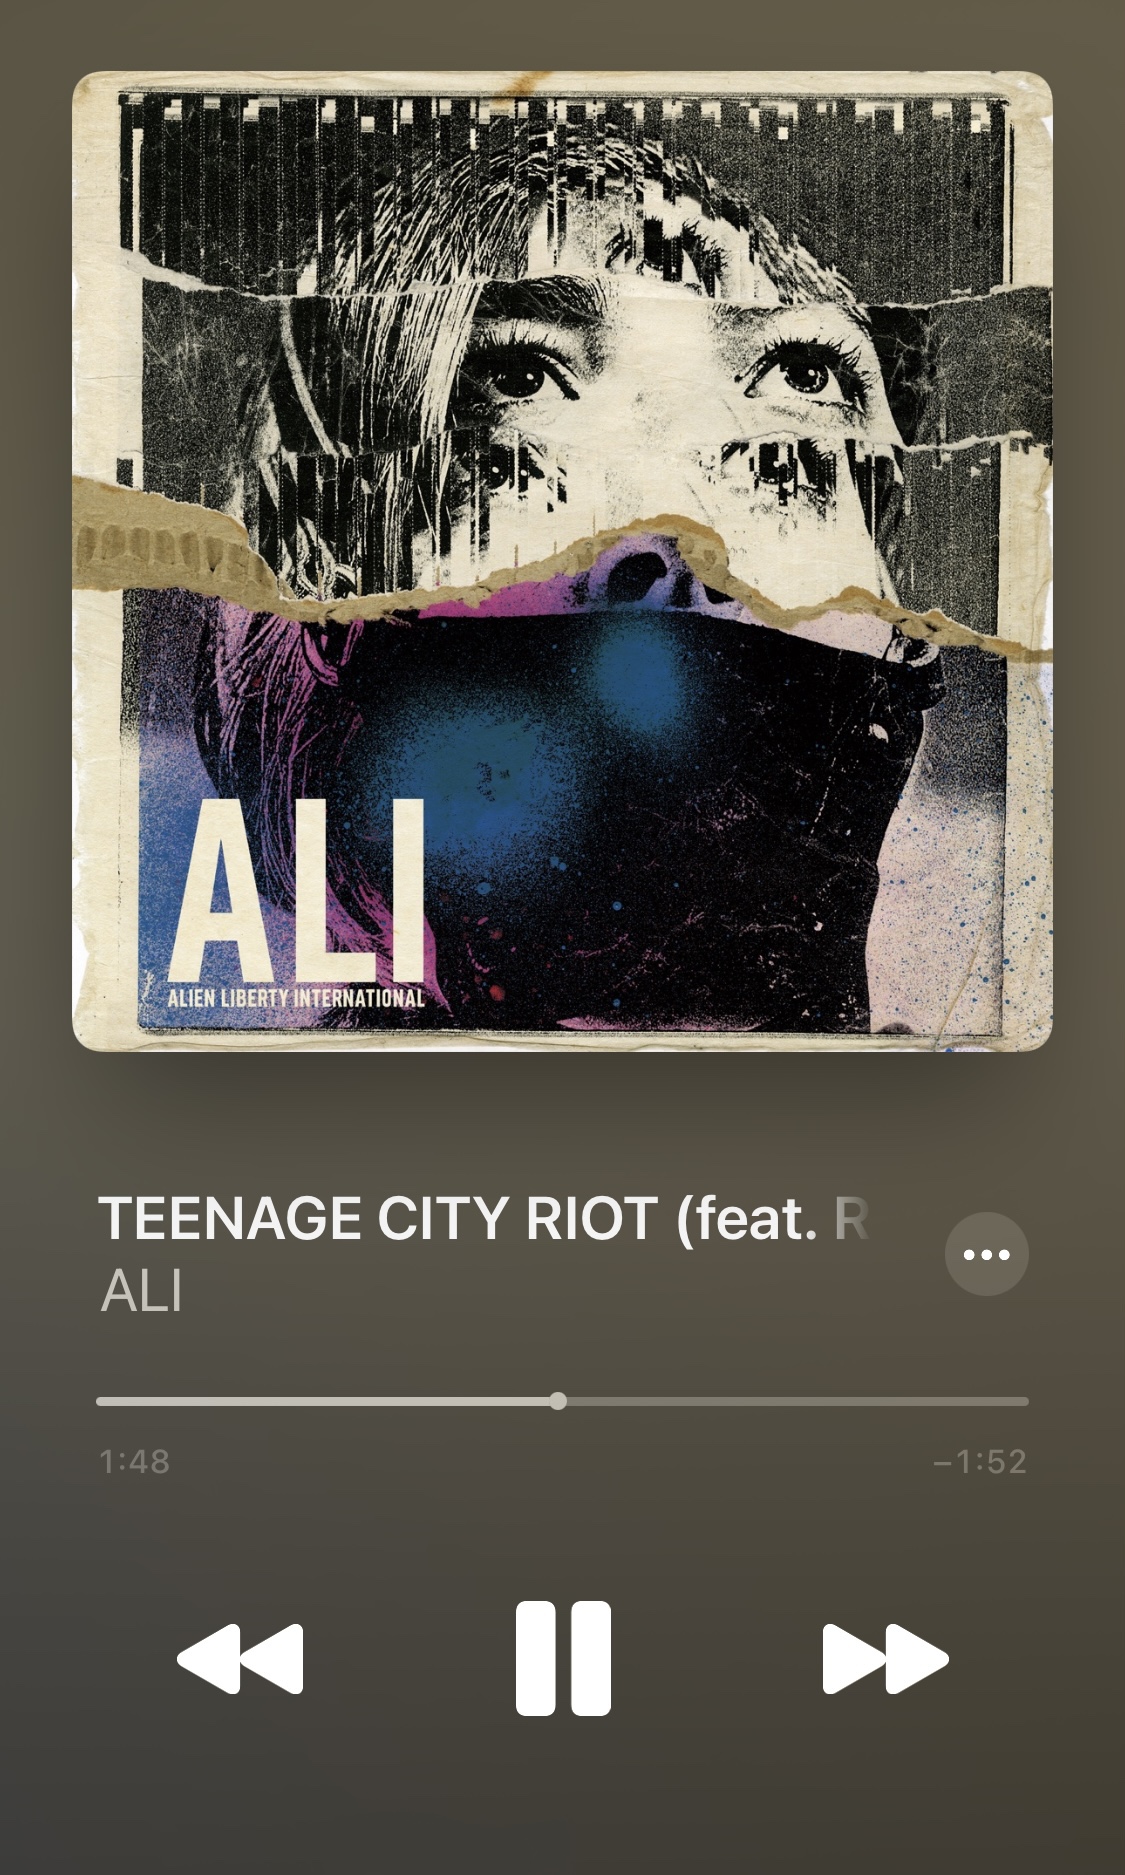 ALI
ALIEN LIBERTY INTERNATIONAL
TEENAGE CITY RIOT (feat. R
ALI
1:48
−1:52